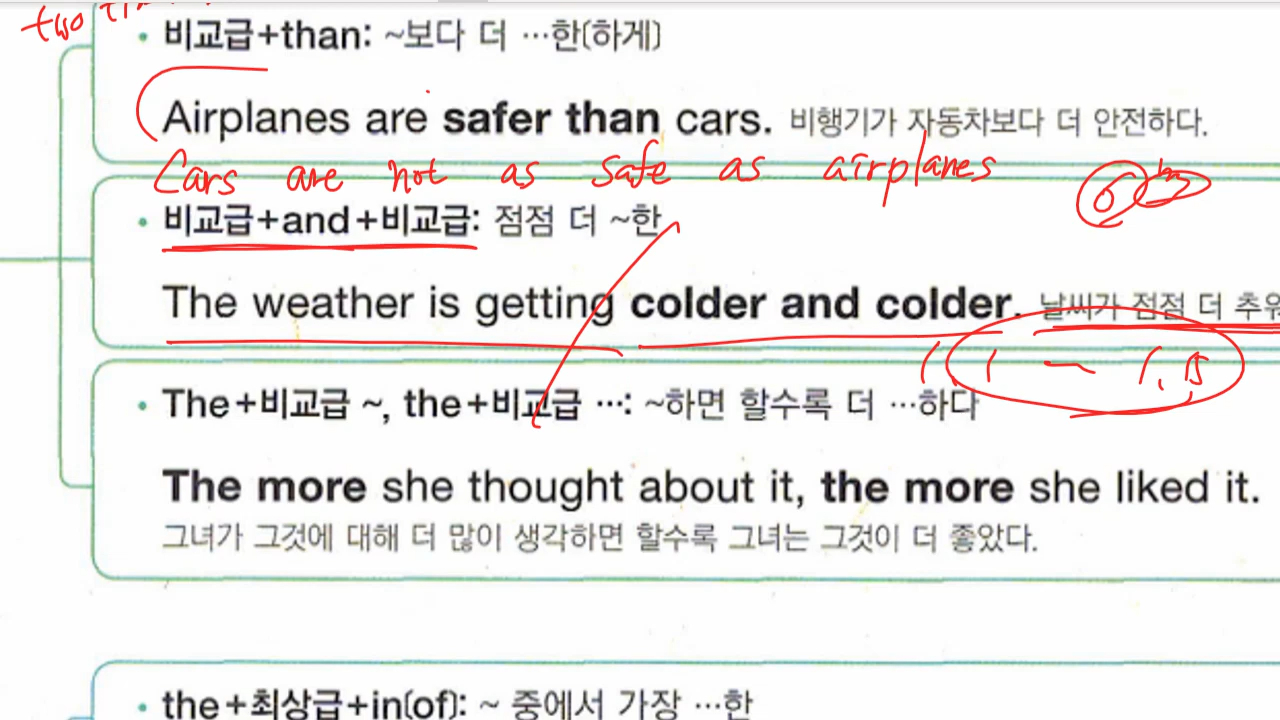 two
• 비교급+than: ~보다 더 …한(하게)
Airplanes are safer than cars. 비행기가 자동차보다 더 안전하다.
Cars are not as safe as airplanes
• 비교급+and+비교급: 점점 더 ~한
The weather is getting colder and colder. 날씨가 점점 더
1 ~ 1.5
• The+비교급 ~, the+비교급 …: ~하면 할수록 더 …하다
The more she thought about it, the more she liked it.
그녀가 그것에 대해 더 많이 생각하면 할수록 그녀는 그것이 더 좋았다.
• the+최상급+in(of): ~ 중에서 가장 …한